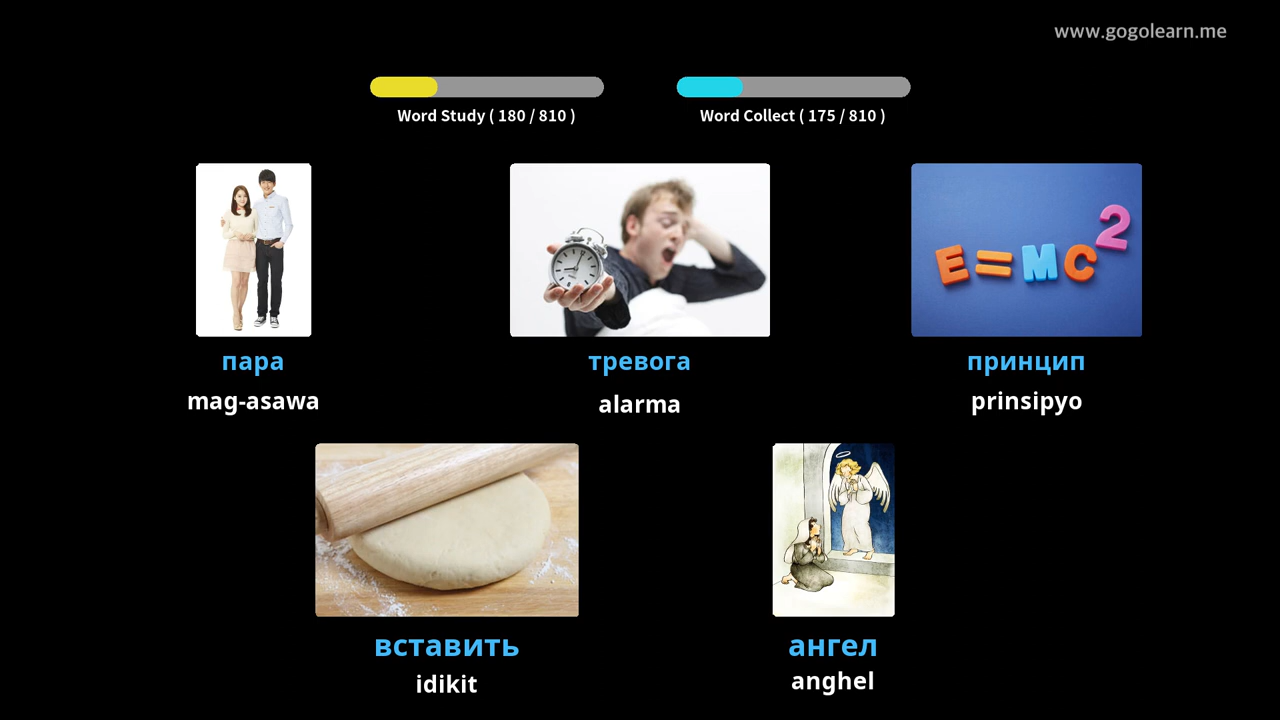 www.gogolearn.me
Word Study ( 180 / 810 )
Word Collect ( 175 / 810 )
E=MC2
пара
mag-asawa
тревога
alarma
принцип
prinsipyo
вставить
idikit
ангел
anghel